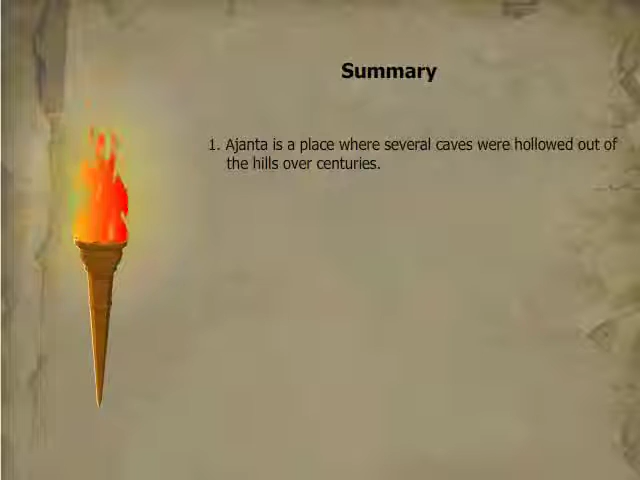 Summary
1. Ajanta is a place where several caves were hollowed out of
the hills over centuries.